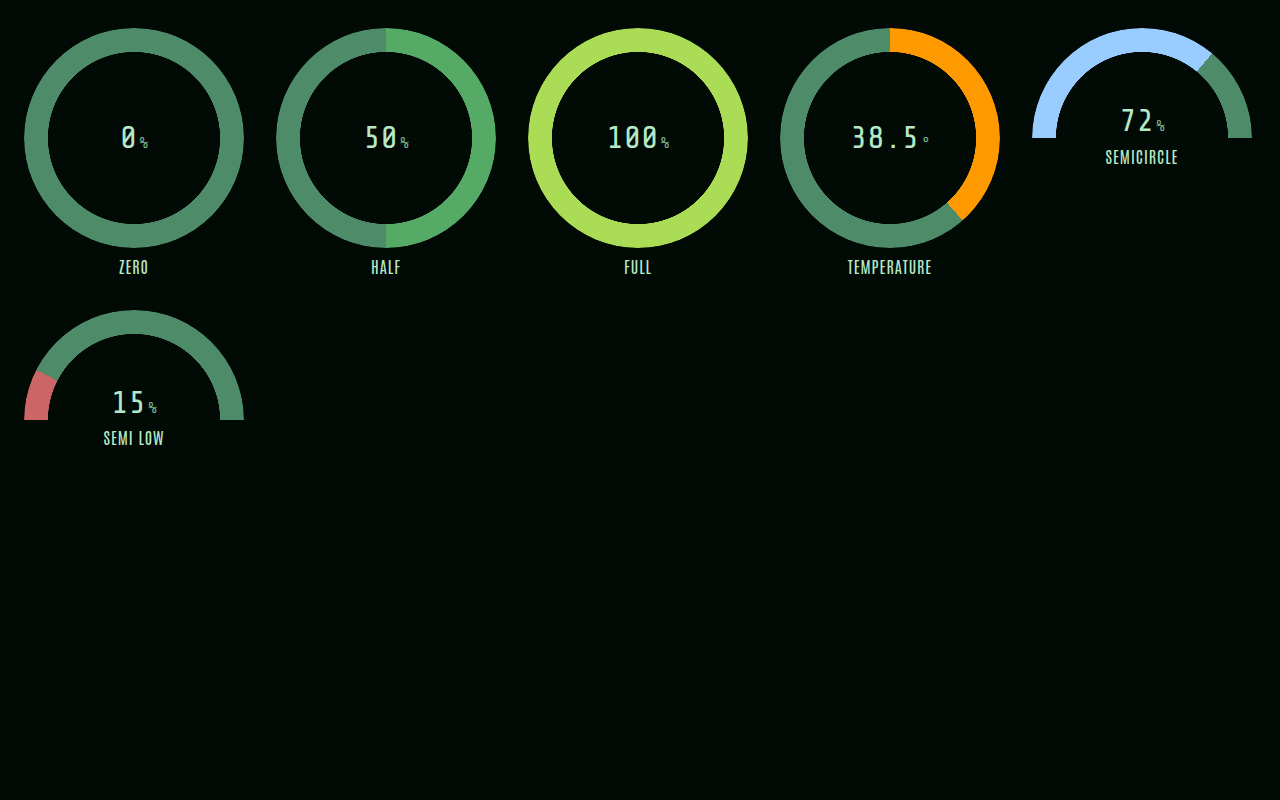 0%
50%
100%
38.5°
72%
SEMICIRCLE
ZERO
HALF
FULL
TEMPERATURE
15%
SEMI LOW